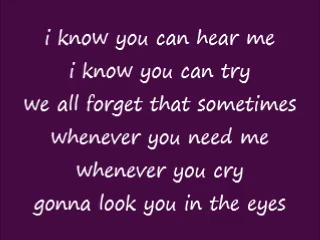 i know you can hear me
i know you can try
we all forget that sometimes
whenever you need me
whenever you cry
gonna look you in the eyes